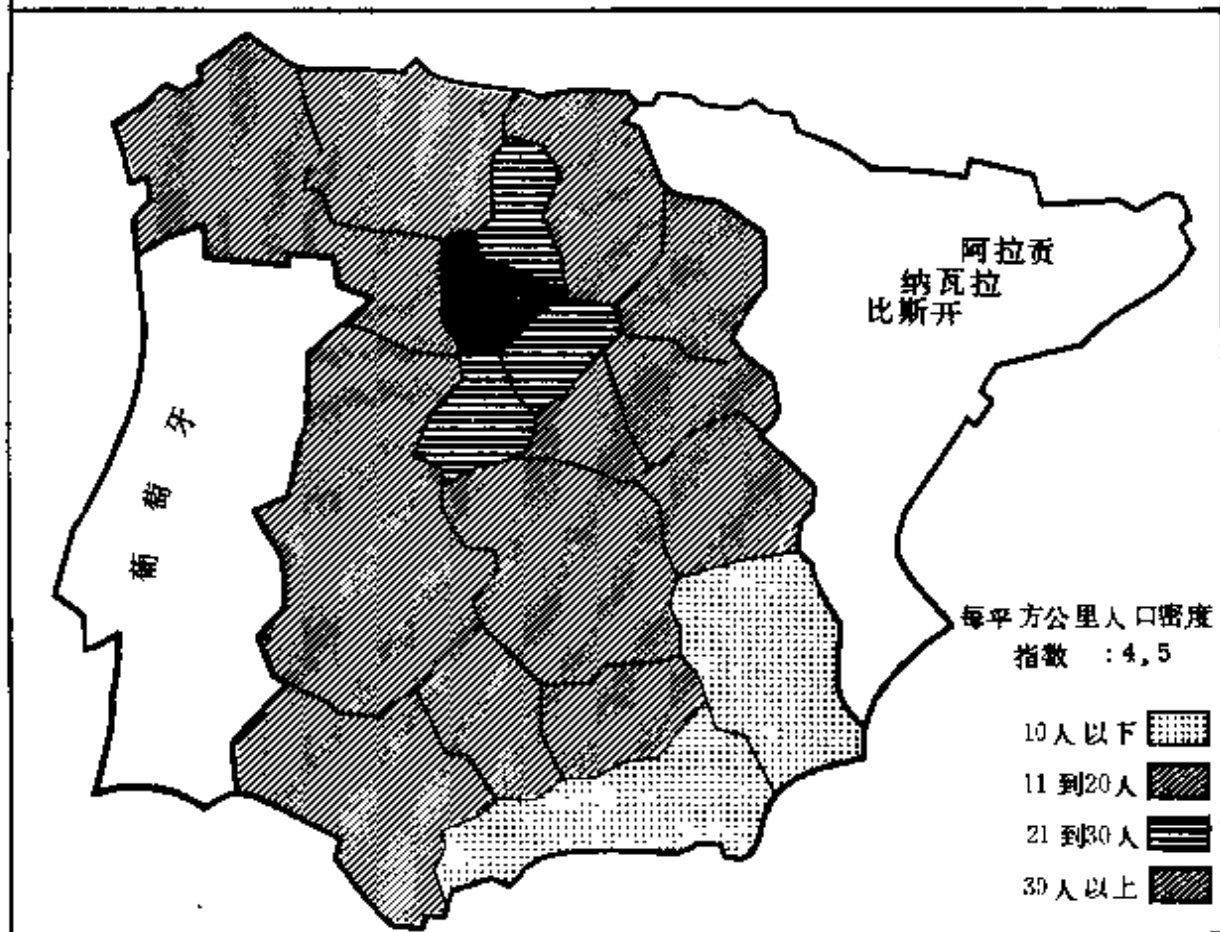 阿拉贡
纳瓦拉
比斯开
葡萄牙
每平方公里人口密度
指数 :4,5
10人以下
11到20人
21到30人
30人以上